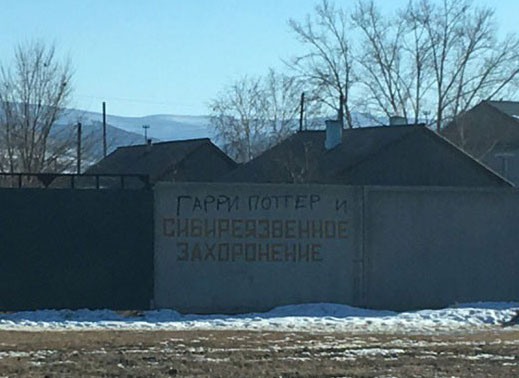 ГАРРИ ПОТТЕР И
СИБИРЕЯЗВЕННОЕ
ЗАХОРОНЕНИЕ